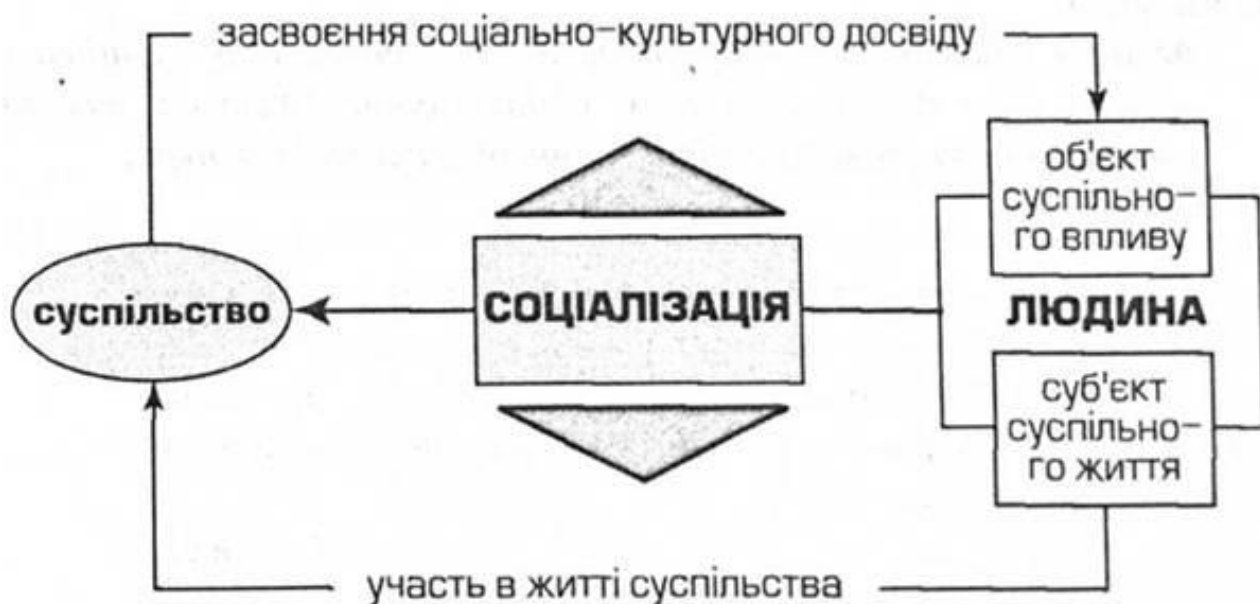 засвоєння соціально-культурного досвіду
об'єкт
суспільно-
го впливу
суспільство
СОЦІАЛІЗАЦІЯ
ЛЮДИНА
суб'єкт
суспільно-
го життя
участь в житті суспільства